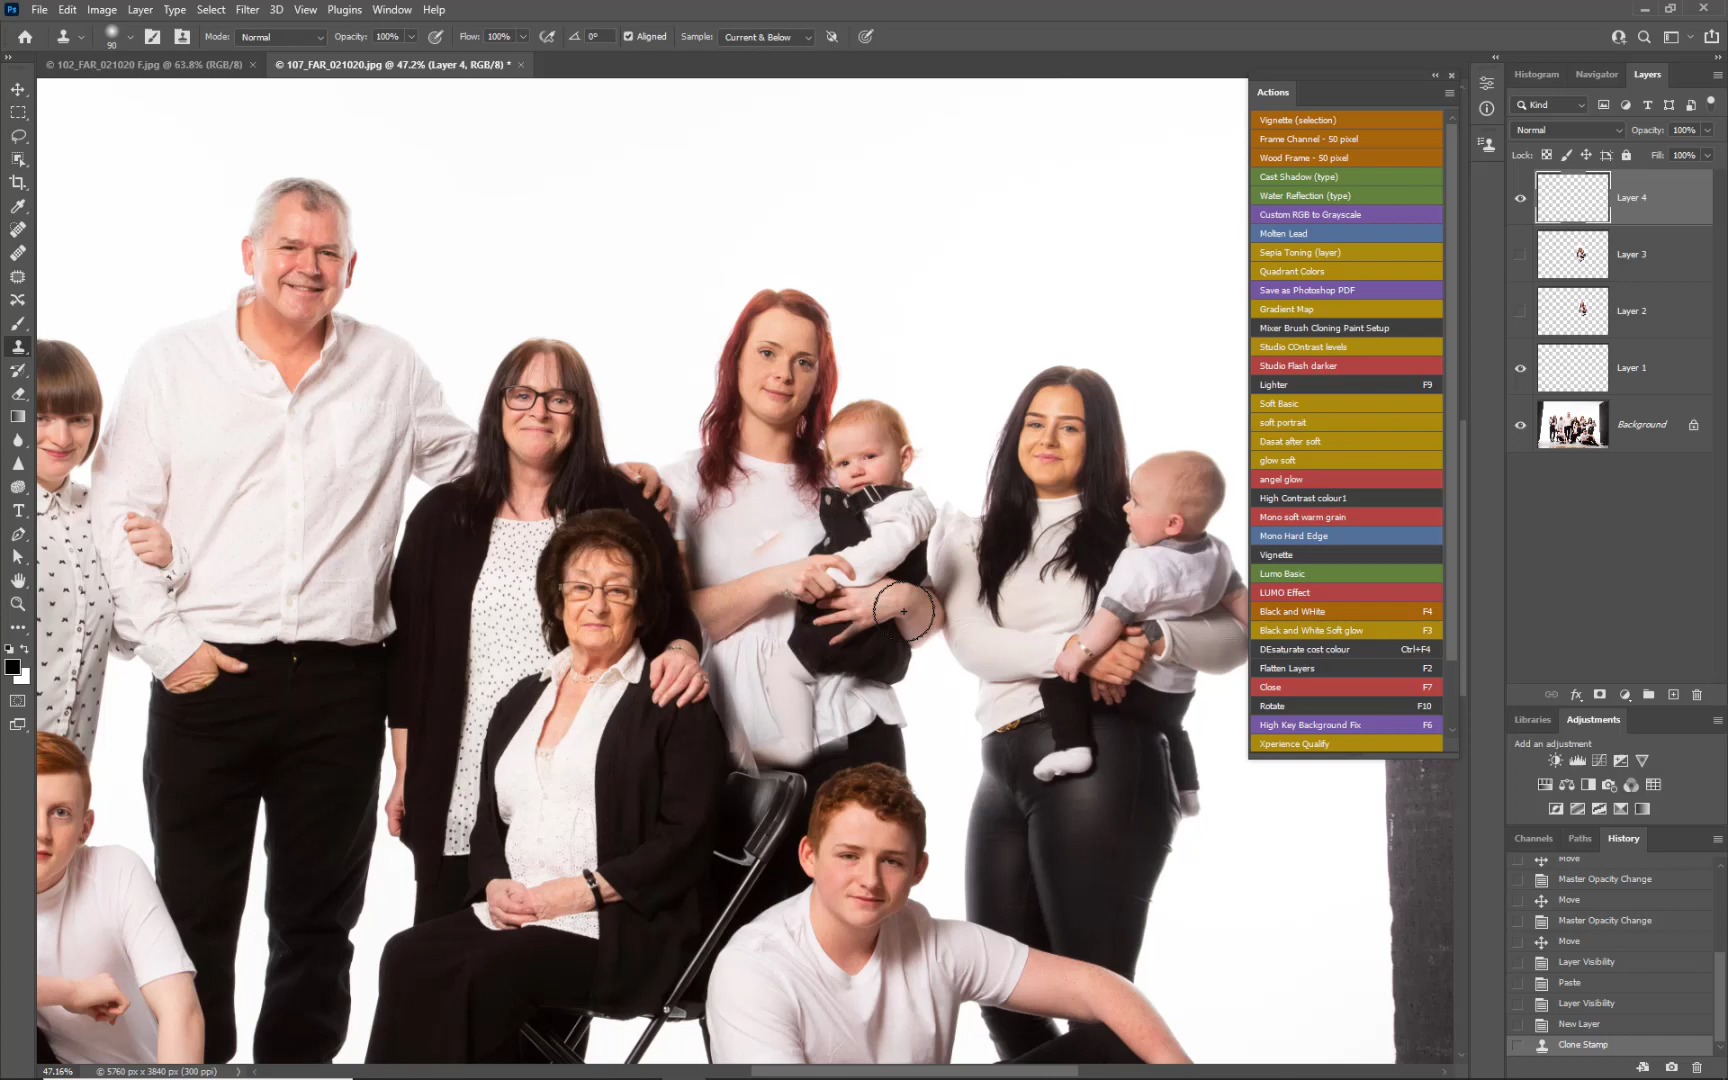 Ps File Edit Image Layer Type Select Filter 3D View Plugins Window Help
90 Mode: Normal Opacity: 100% Flow: 100% 0° Aligned Sample: Current & Below
© 102_FAR_021020 F.jpg @ 63.8% (RGB/8) × © 107_FAR_021020.jpg @ 47.2% (Layer 4, RGB/8) * ×
Actions
Vignette (selection)
Frame Channel - 50 pixel
Wood Frame - 50 pixel
Cast Shadow (type)
Water Reflection (type)
Custom RGB to Grayscale
Molten Lead
Sepia Toning (layer)
Quadrant Colors
Save as Photoshop PDF
Gradient Map
Mixer Brush Cloning Paint Setup
Studio COntrast levels
Studio Flash darker
Lighter F9
Soft Basic
soft portrait
Dasat after soft
glow soft
angel glow
High Contrast colour1
Mono soft warm grain
Mono Hard Edge
Vignette
Lumo Basic
LUMO Effect
Black and WHite F4
Black and White Soft glow F3
DEsaturate cost colour Ctrl+F4
Flatten Layers F2
Close F7
Rotate F10
High Key Background Fix F6
Xperience Qualify
Histogram Navigator Layers
Kind
Normal Opacity: 100%
Lock: Fill: 100%
Layer 4
Layer 3
Layer 2
Layer 1
Background
fx
Libraries Adjustments
Add an adjustment
Channels Paths History
Move
Master Opacity Change
Move
Master Opacity Change
Move
Layer Visibility
Paste
Layer Visibility
New Layer
Clone Stamp
47.16% © 5760 px x 3840 px (300 ppi)